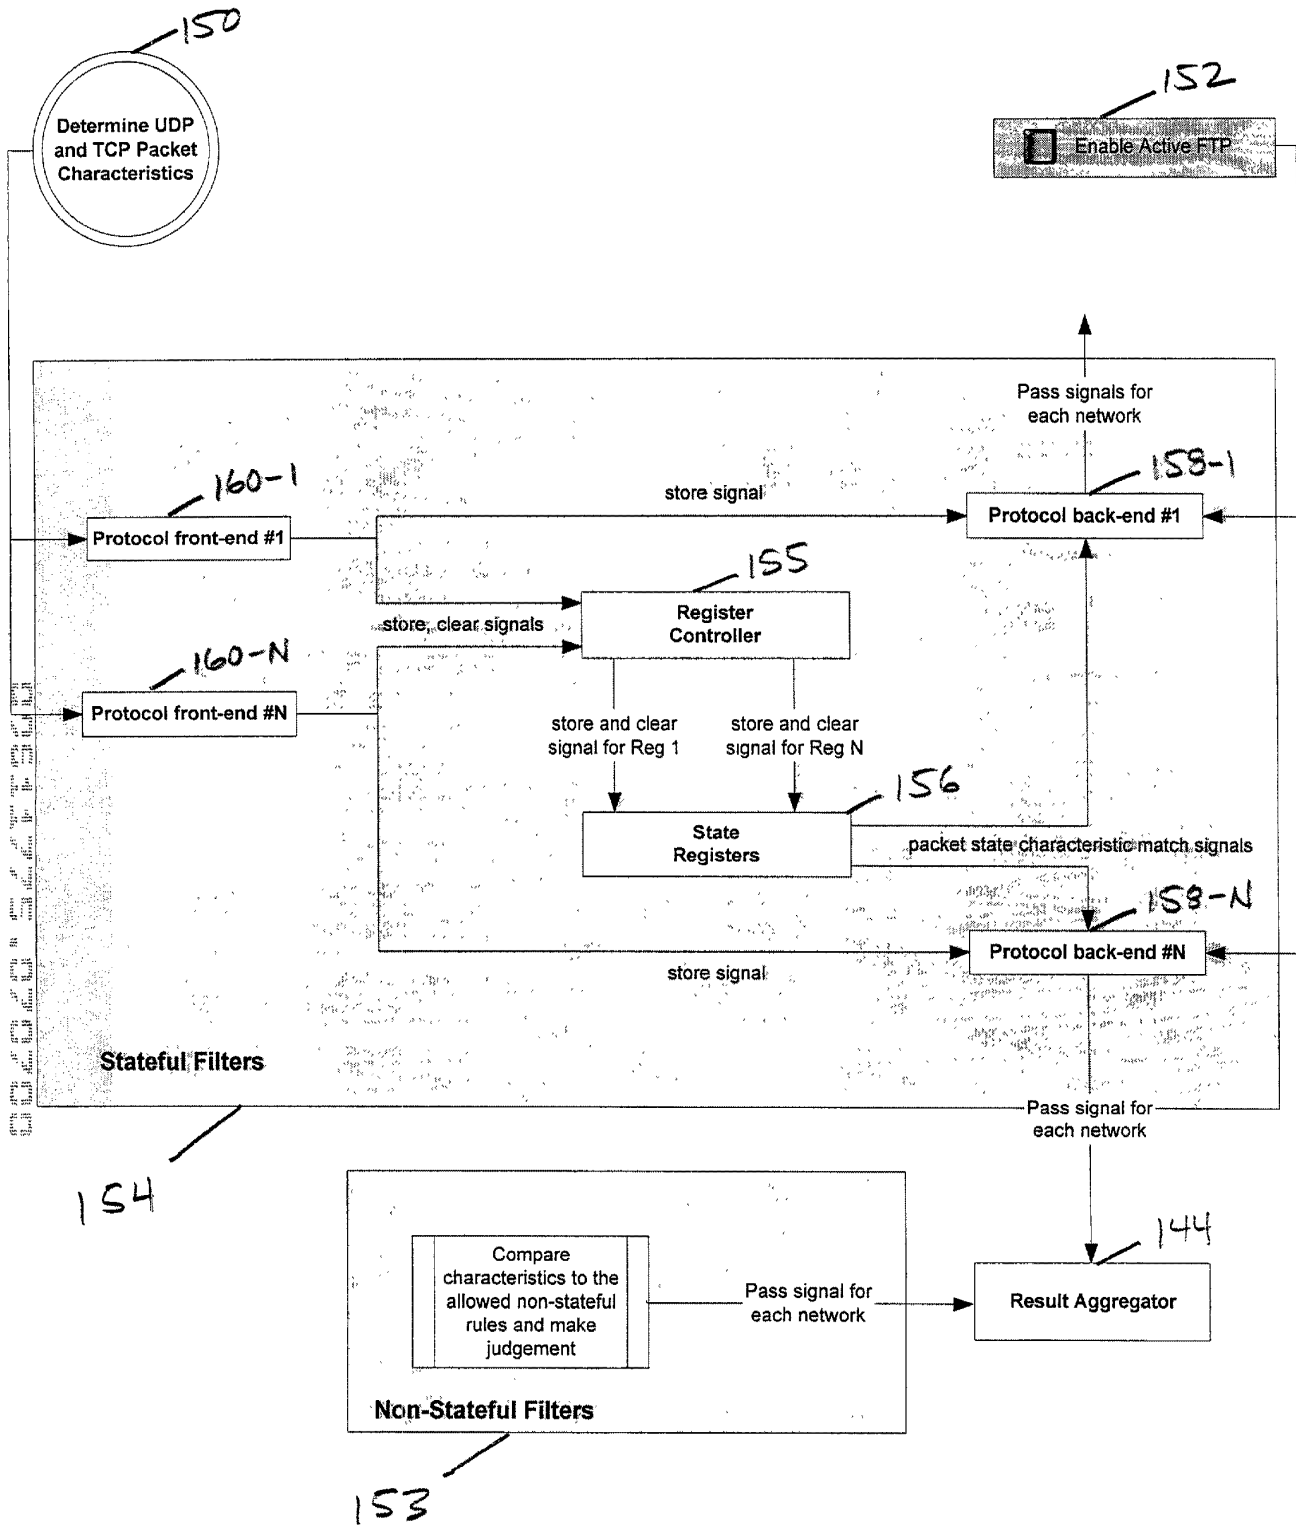 150
Determine UDP
and TCP Packet
Characteristics
152
Enable Active FTP
Pass signals for
each network
160-1
158-1
store signal
Protocol front-end #1
Protocol back-end #1
155
Register
Controller
store, clear signals
160-N
Protocol front-end #N
store and clear
signal for Reg 1
store and clear
signal for Reg N
156
State
Registers
packet state characteristic match signals
158-N
Protocol back-end #N
store signal
Stateful Filters
154
Pass signal for
each network
144
Compare
characteristics to the
allowed non-stateful
rules and make
judgement
Pass signal for
each network
Result Aggregator
Non-Stateful Filters
153